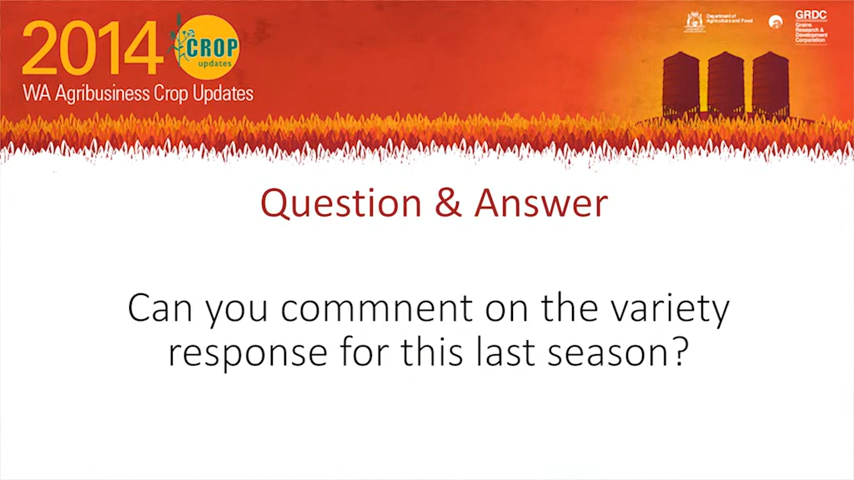 2014
CROP
updates
WA Agribusiness Crop Updates
Department of
Agriculture and Food
GRDC
Grains
Research &
Development
Corporation
Question & Answer
Can you commnent on the variety
response for this last season?